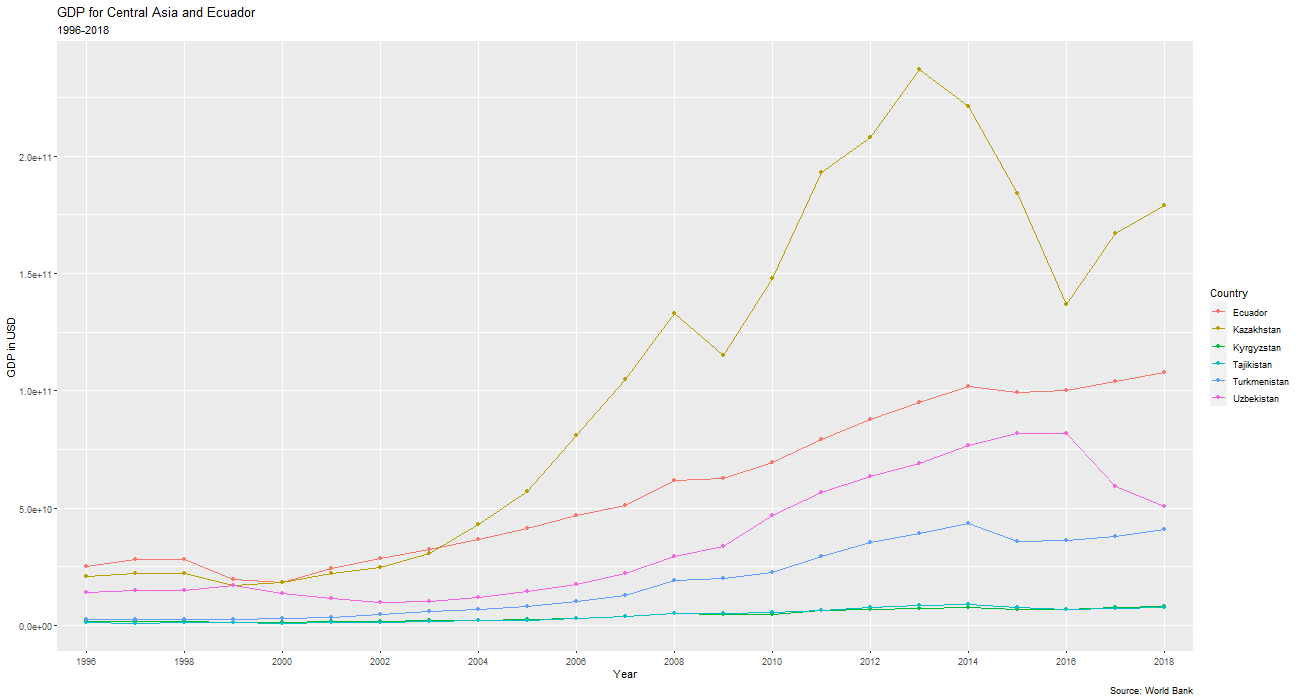 GDP for Central Asia and Ecuador
1996-2018
GDP in USD
2.0e+11
1.5e+11
1.0e+11
5.0e+10
0.0e+00
1996 1998 2000 2002 2004 2006 2008 2010 2012 2014 2016 2018
Year
Country
Ecuador
Kazakhstan
Kyrgyzstan
Tajikistan
Turkmenistan
Uzbekistan
Source: World Bank